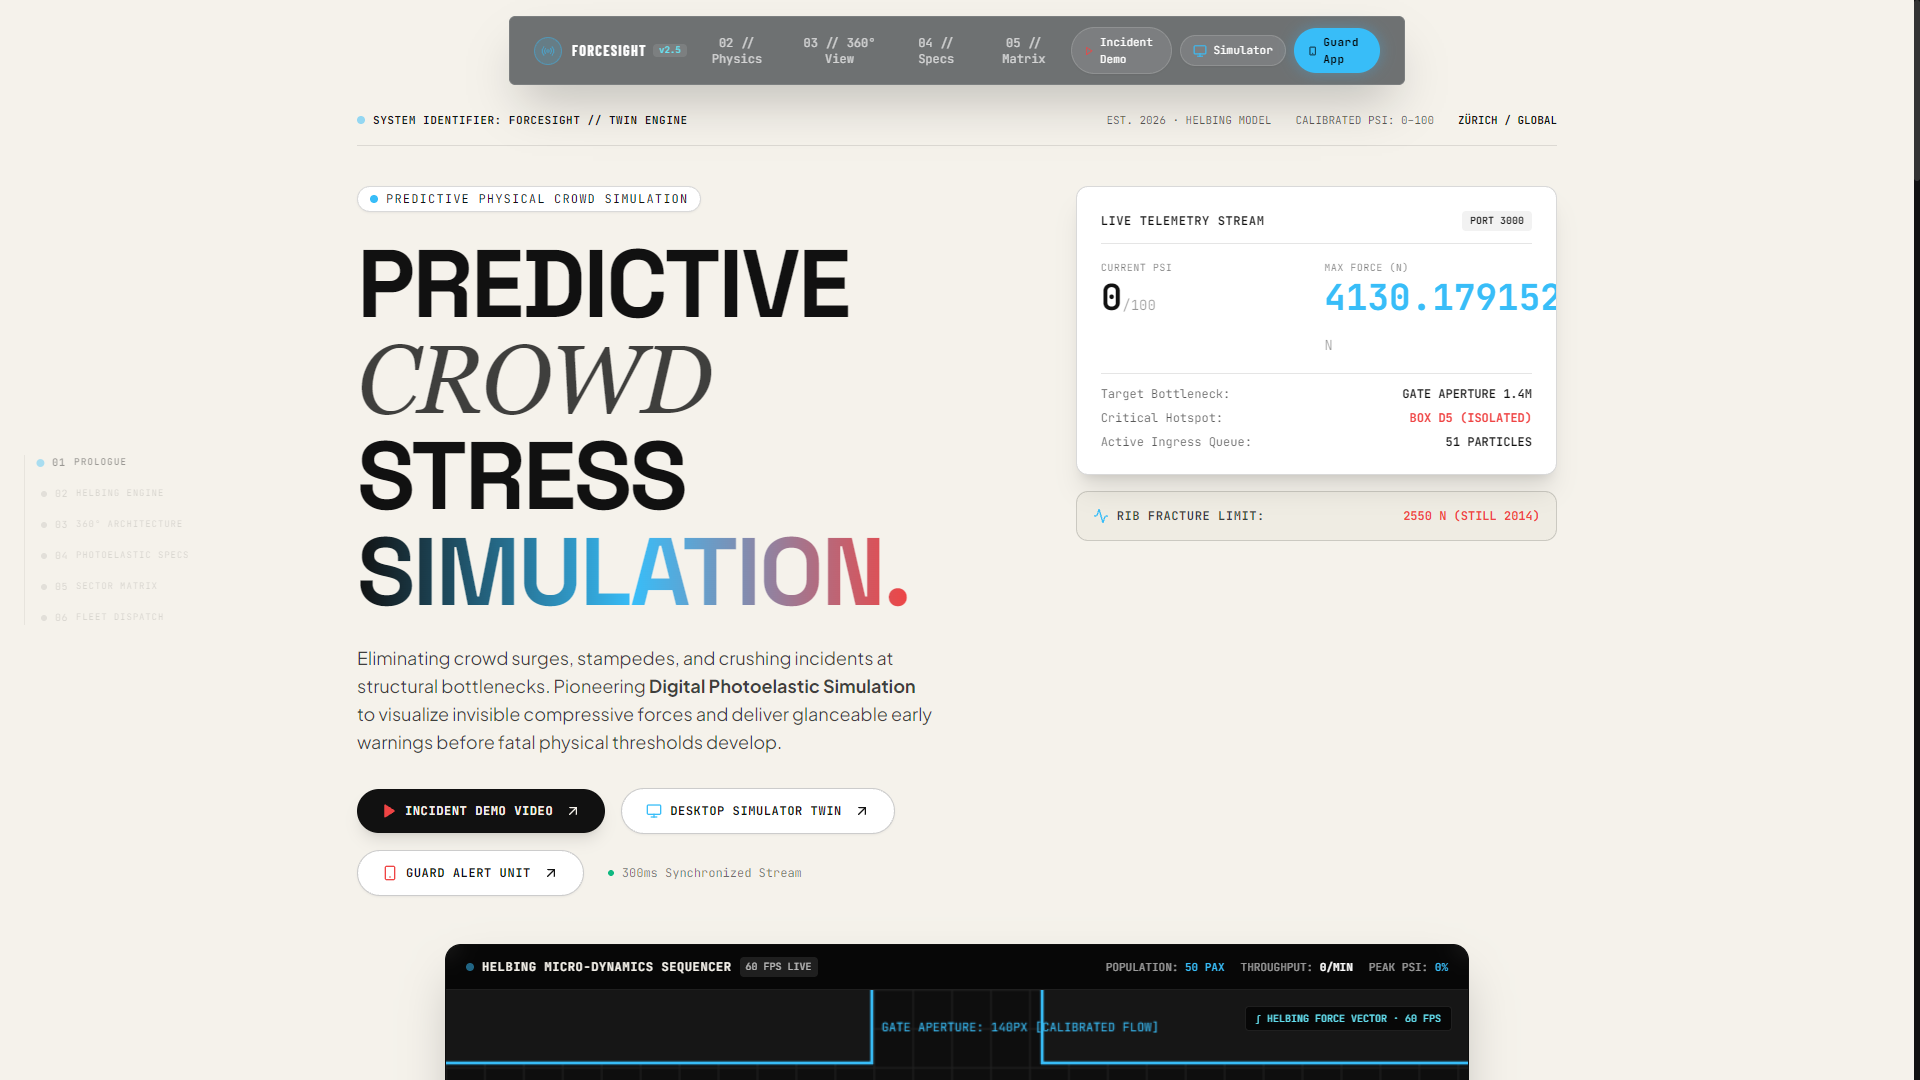 FORCESIGHT v2.5
02 // Physics
03 // 360° View
04 // Specs
05 // Matrix
Incident Demo
Simulator
Guard App
SYSTEM IDENTIFIER: FORCESIGHT // TWIN ENGINE
EST. 2026 · HELBING MODEL CALIBRATED PSI: 0–100 ZÜRICH / GLOBAL
PREDICTIVE PHYSICAL CROWD SIMULATION
PREDICTIVE
CROWD
STRESS
SIMULATION.
Eliminating crowd surges, stampedes, and crushing incidents at
structural bottlenecks. Pioneering Digital Photoelastic Simulation
to visualize invisible compressive forces and deliver glanceable early
warnings before fatal physical thresholds develop.
INCIDENT DEMO VIDEO
DESKTOP SIMULATOR TWIN
GUARD ALERT UNIT
300ms Synchronized Stream
LIVE TELEMETRY STREAM PORT 3000
CURRENT PSI MAX FORCE (N)
0/100 4130.179152
N
Target Bottleneck: GATE APERTURE 1.4M
Critical Hotspot: BOX D5 (ISOLATED)
Active Ingress Queue: 51 PARTICLES
RIB FRACTURE LIMIT: 2550 N (STILL 2014)
01 PROLOGUE
02 HELBING ENGINE
03 360° ARCHITECTURE
04 PHOTOELASTIC SPECS
05 SECTOR MATRIX
06 FLEET DISPATCH
HELBING MICRO-DYNAMICS SEQUENCER 60 FPS LIVE
POPULATION: 50 PAX THROUGHPUT: 0/MIN PEAK PSI: 0%
GATE APERTURE: 140PX [CALIBRATED FLOW]
∫ HELBING FORCE VECTOR · 60 FPS